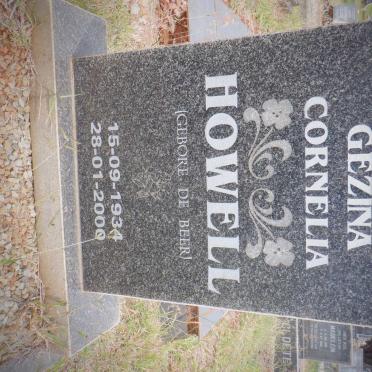 GEZINA
CORNELIA
HOWELL
(GEBORE DE BEER)
15-09-1934
28-01-2000